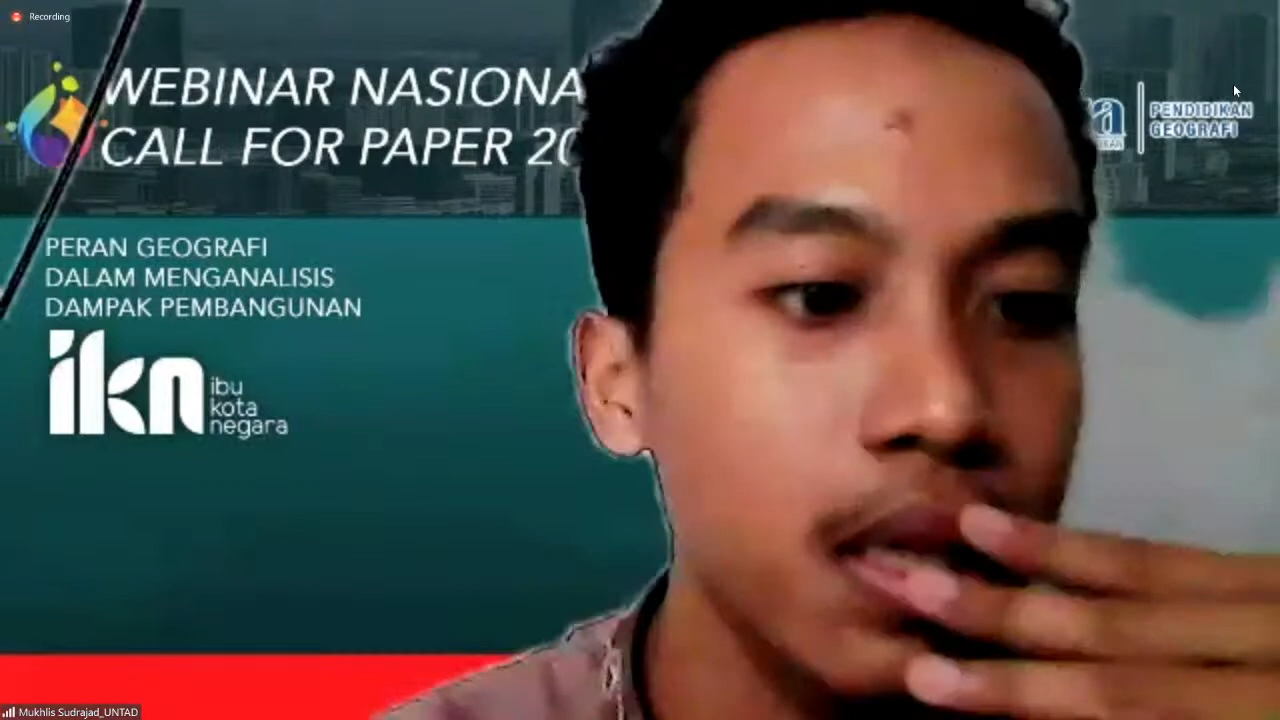 Recording
WEBINAR NASIONA
CALL FOR PAPER 20
PENDIDIKAN
GEOGRAFI
PERAN GEOGRAFI
DALAM MENGANALISIS
DAMPAK PEMBANGUNAN
ikn
ibu
kota
negara
Mukhlis Sudrajad_UNTAD